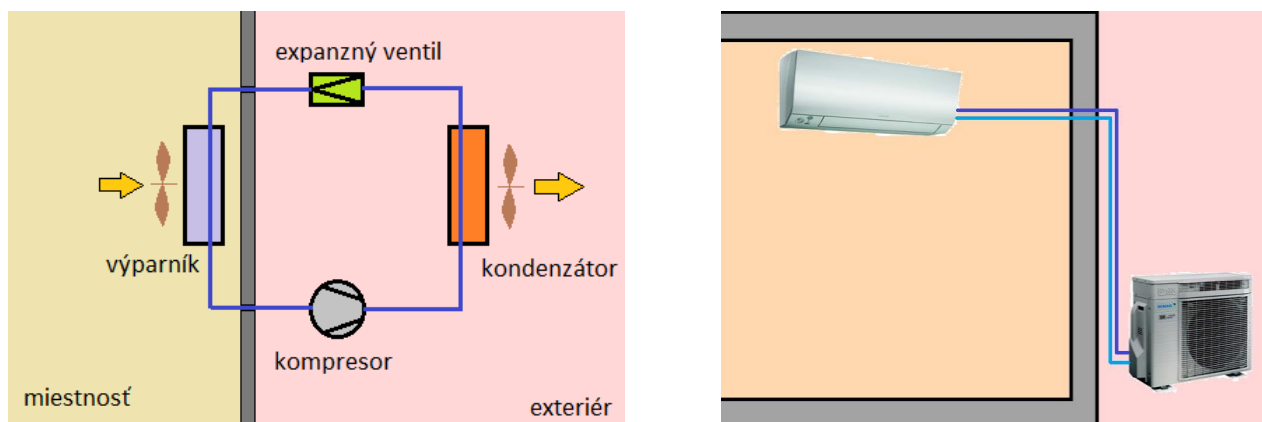 expanzný ventil
výparník
kondenzátor
kompresor
miestnosť
exteriér